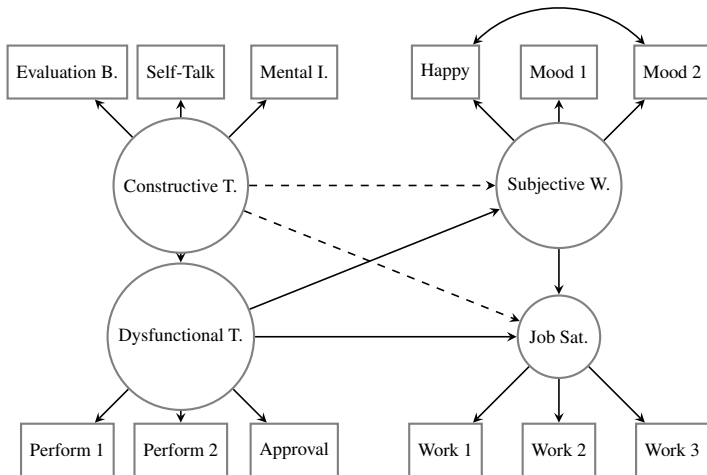 Evaluation B.
Self-Talk
Mental I.
Happy
Mood 1
Mood 2
Constructive T.
Subjective W.
Dysfunctional T.
Job Sat.
Perform 1
Perform 2
Approval
Work 1
Work 2
Work 3